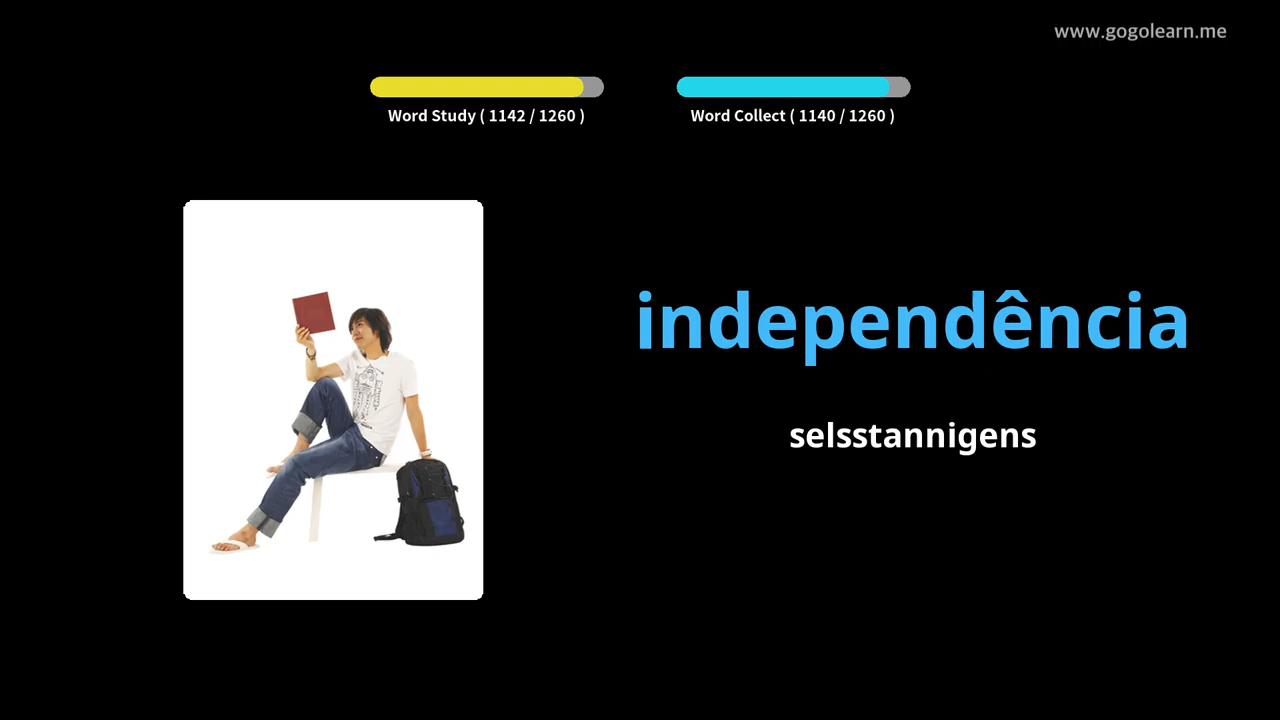 www.gogolearn.me
Word Study ( 1142 / 1260 )
Word Collect ( 1140 / 1260 )
independência
selsstannigens